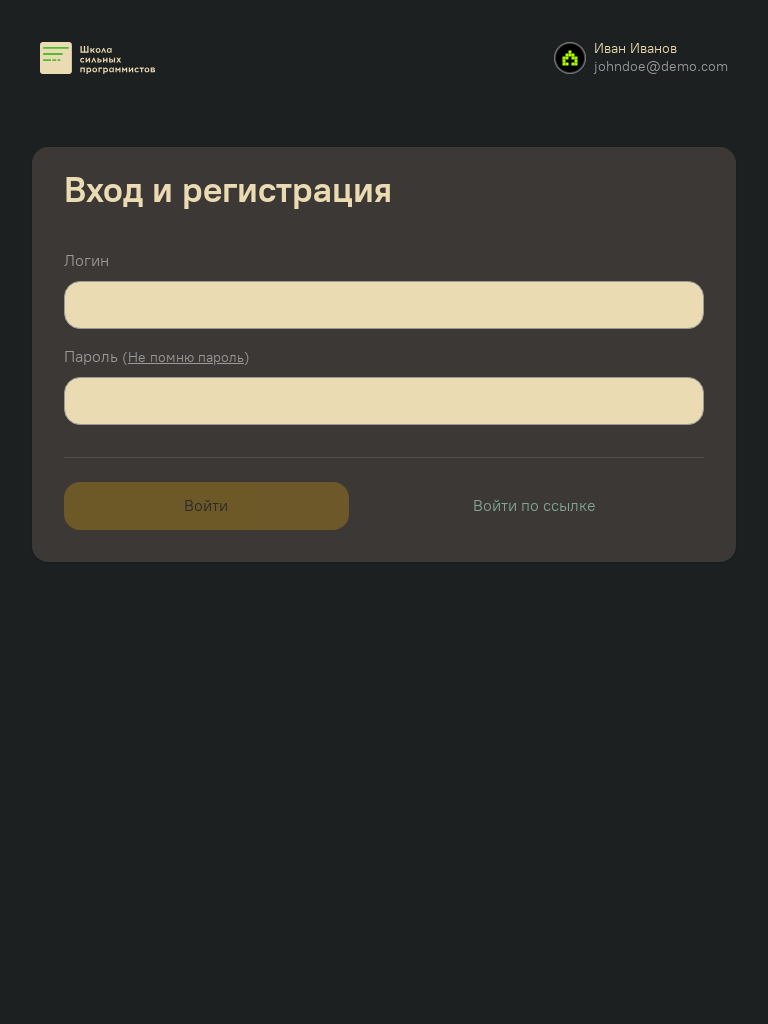 Школа
сильных
программистов
Иван Иванов
johndoe@demo.com
Вход и регистрация
Логин
Пароль (Не помню пароль)
Войти
Войти по ссылке